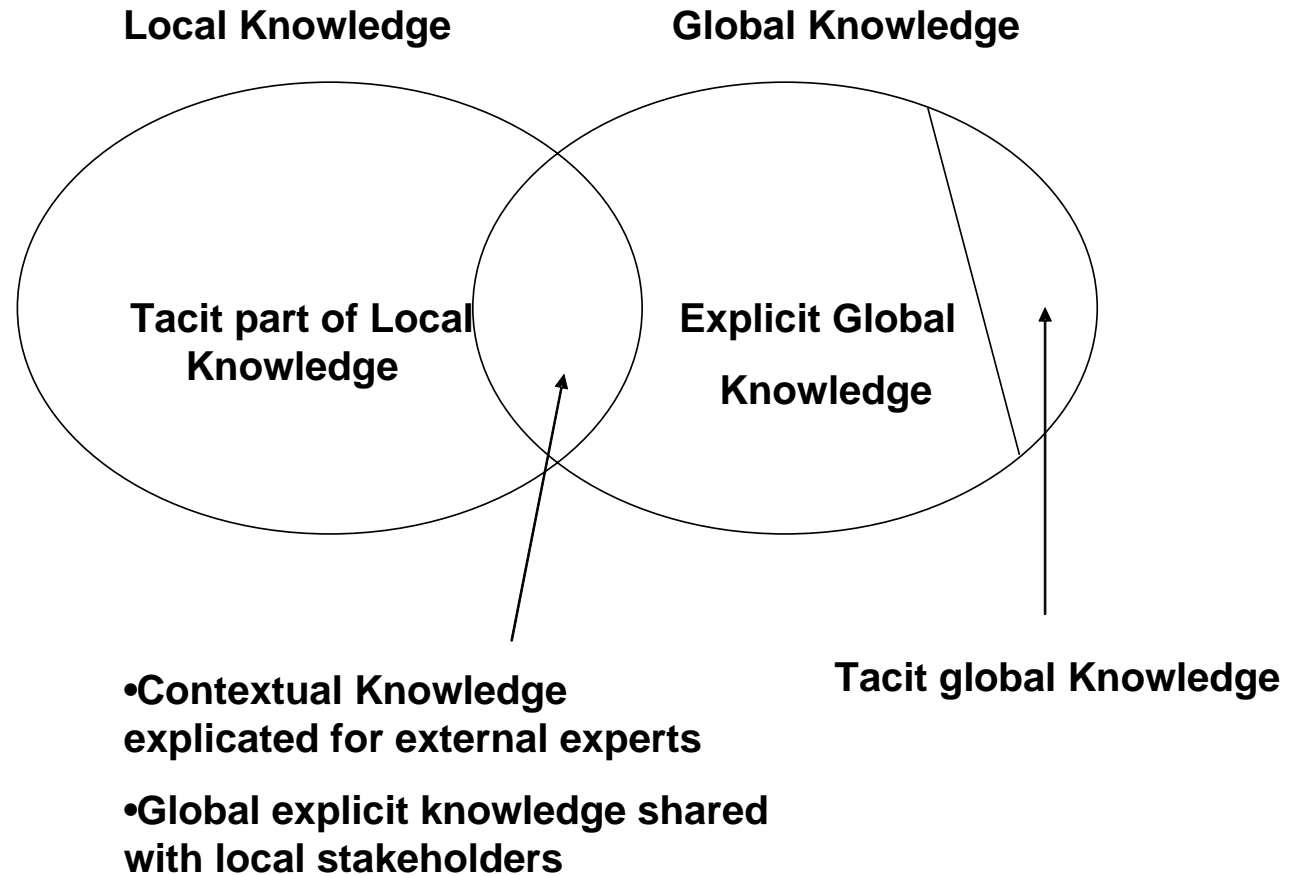 Local Knowledge
Global Knowledge
Tacit part of Local
Knowledge
Explicit Global
Knowledge
•Contextual Knowledge
explicated for external experts
•Global explicit knowledge shared
with local stakeholders
Tacit global Knowledge